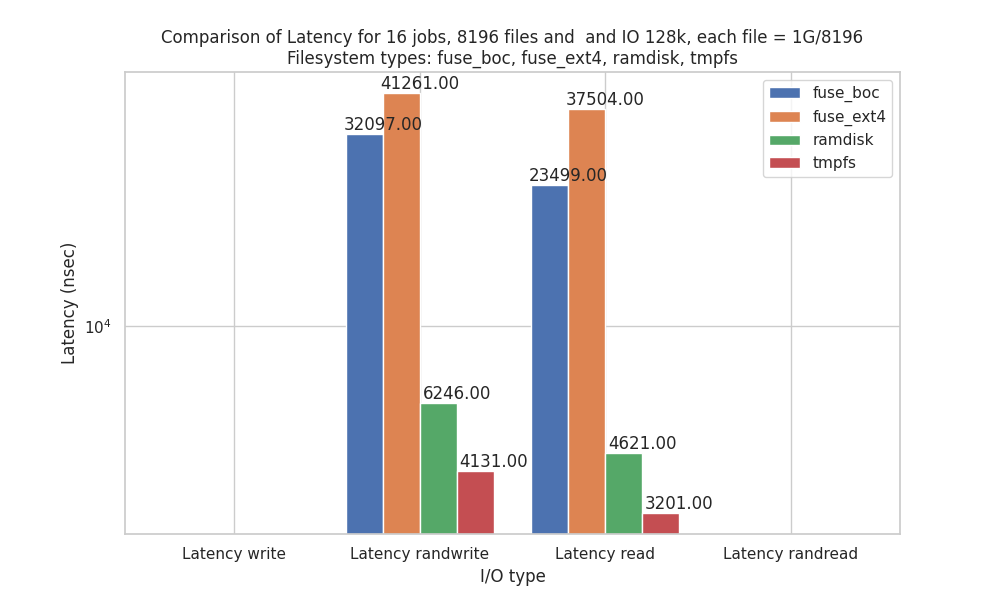 Comparison of Latency for 16 jobs, 8196 files and  and IO 128k, each file = 1G/8196
Filesystem types: fuse_boc, fuse_ext4, ramdisk, tmpfs
41261.00
32097.00
6246.00
4131.00
37504.00
23499.00
4621.00
3201.00
fuse_boc
fuse_ext4
ramdisk
tmpfs
Latency (nsec)
10⁴
Latency write
Latency randwrite
Latency read
Latency randread
I/O type